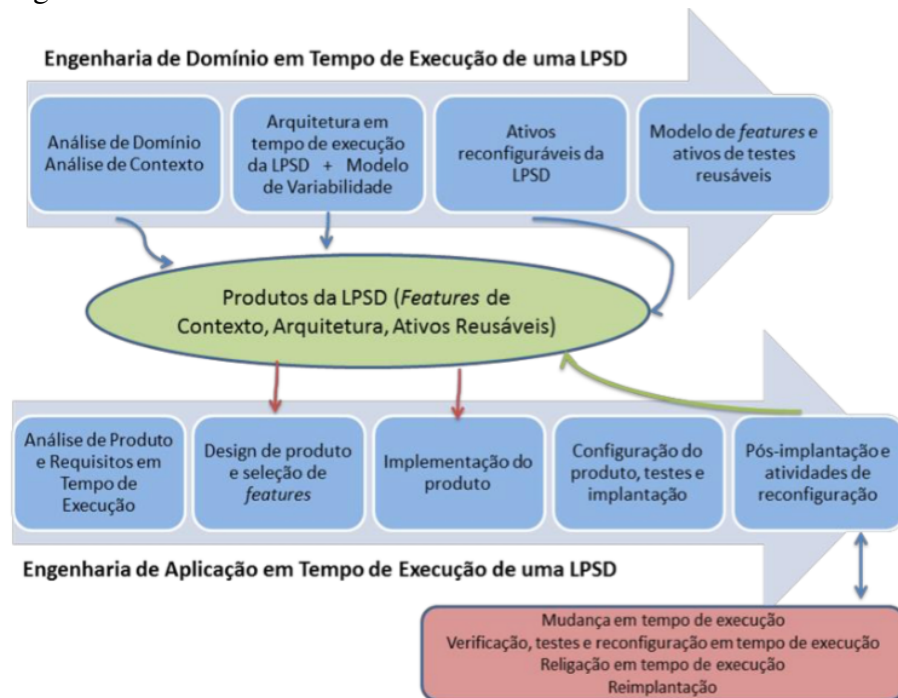 Engenharia de Domínio em Tempo de Execução de uma LPSD
Análise de Domínio
Análise de Contexto
Arquitetura em
tempo de execução
da LPSD + Modelo
de Variabilidade
Ativos
reconfiguráveis da
LPSD
Modelo de features e
ativos de testes
reusáveis
Produtos da LPSD (Features de
Contexto, Arquitetura, Ativos Reusáveis)
Análise de Produto
e Requisitos em
Tempo de
Execução
Design de produto
e seleção de
features
Implementação do
produto
Configuração do
produto, testes e
implantação
Pós-implantação e
atividades de
reconfiguração
Engenharia de Aplicação em Tempo de Execução de uma LPSD
Mudança em tempo de execução
Verificação, testes e reconfiguração em tempo de execução
Religação em tempo de execução
Reimplantação